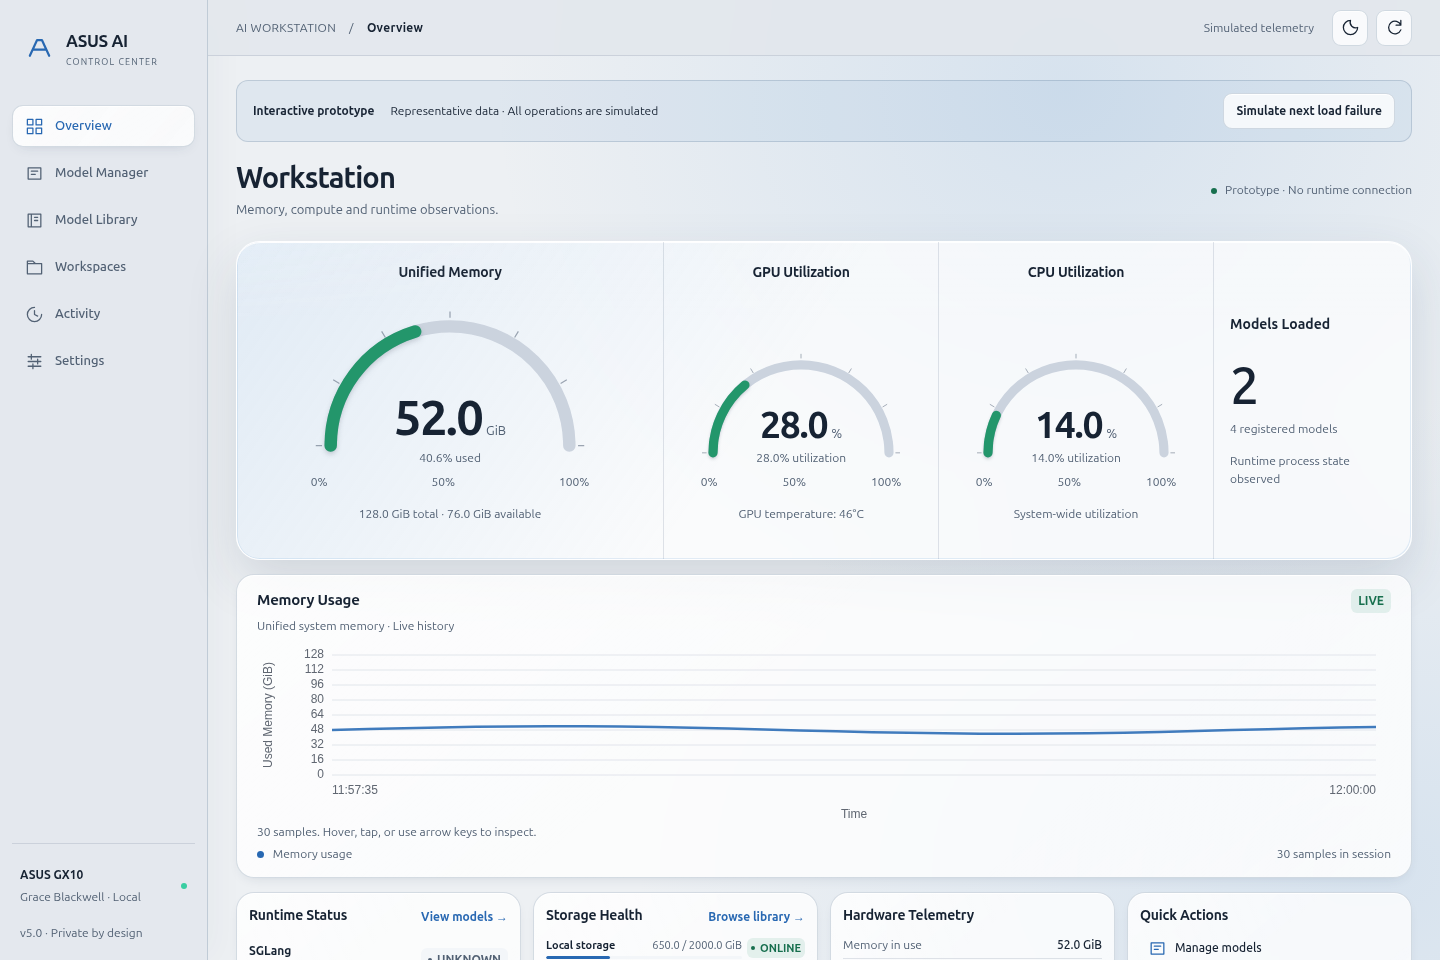 ASUS AI
CONTROL CENTER
Overview
Model Manager
Model Library
Workspaces
Activity
Settings
ASUS GX10
Grace Blackwell · Local
v5.0 · Private by design
AI WORKSTATION / Overview
Simulated telemetry
Interactive prototype Representative data · All operations are simulated
Simulate next load failure
Workstation
Memory, compute and runtime observations.
Prototype · No runtime connection
Unified Memory
52.0 GiB
40.6% used
0% 50% 100%
128.0 GiB total · 76.0 GiB available
GPU Utilization
28.0 %
28.0% utilization
0% 50% 100%
GPU temperature: 46°C
CPU Utilization
14.0 %
14.0% utilization
0% 50% 100%
System-wide utilization
Models Loaded
2
4 registered models
Runtime process state
observed
Memory Usage
LIVE
Unified system memory · Live history
Used Memory (GiB)
128
112
96
80
64
48
32
16
0
11:57:35 12:00:00
Time
30 samples. Hover, tap, or use arrow keys to inspect.
Memory usage
30 samples in session
Runtime Status
View models →
SGLang
UNKNOWN
Storage Health
Browse library →
Local storage 650.0 / 2000.0 GiB
ONLINE
Hardware Telemetry
Memory in use 52.0 GiB
Quick Actions
Manage models